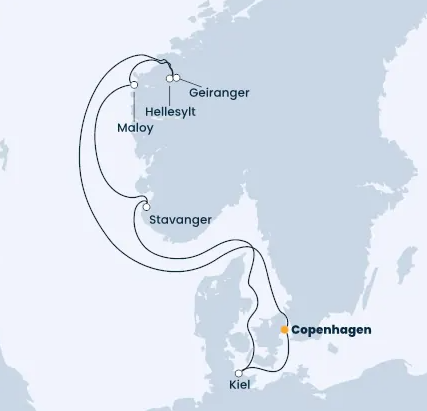 Geiranger
Hellesylt
Maloy
Stavanger
Copenhagen
Kiel